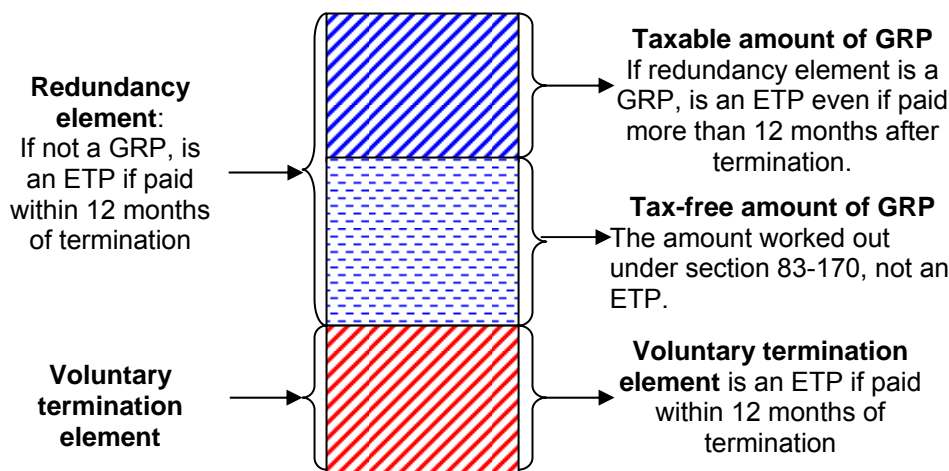 Redundancy
element:
If not a GRP, is
an ETP if paid
within 12 months
of termination
Voluntary
termination
element
Taxable amount of GRP
If redundancy element is a
GRP, is an ETP even if paid
more than 12 months after
termination.
Tax-free amount of GRP
The amount worked out
under section 83-170, not an
ETP.
Voluntary termination
element is an ETP if paid
within 12 months of
termination